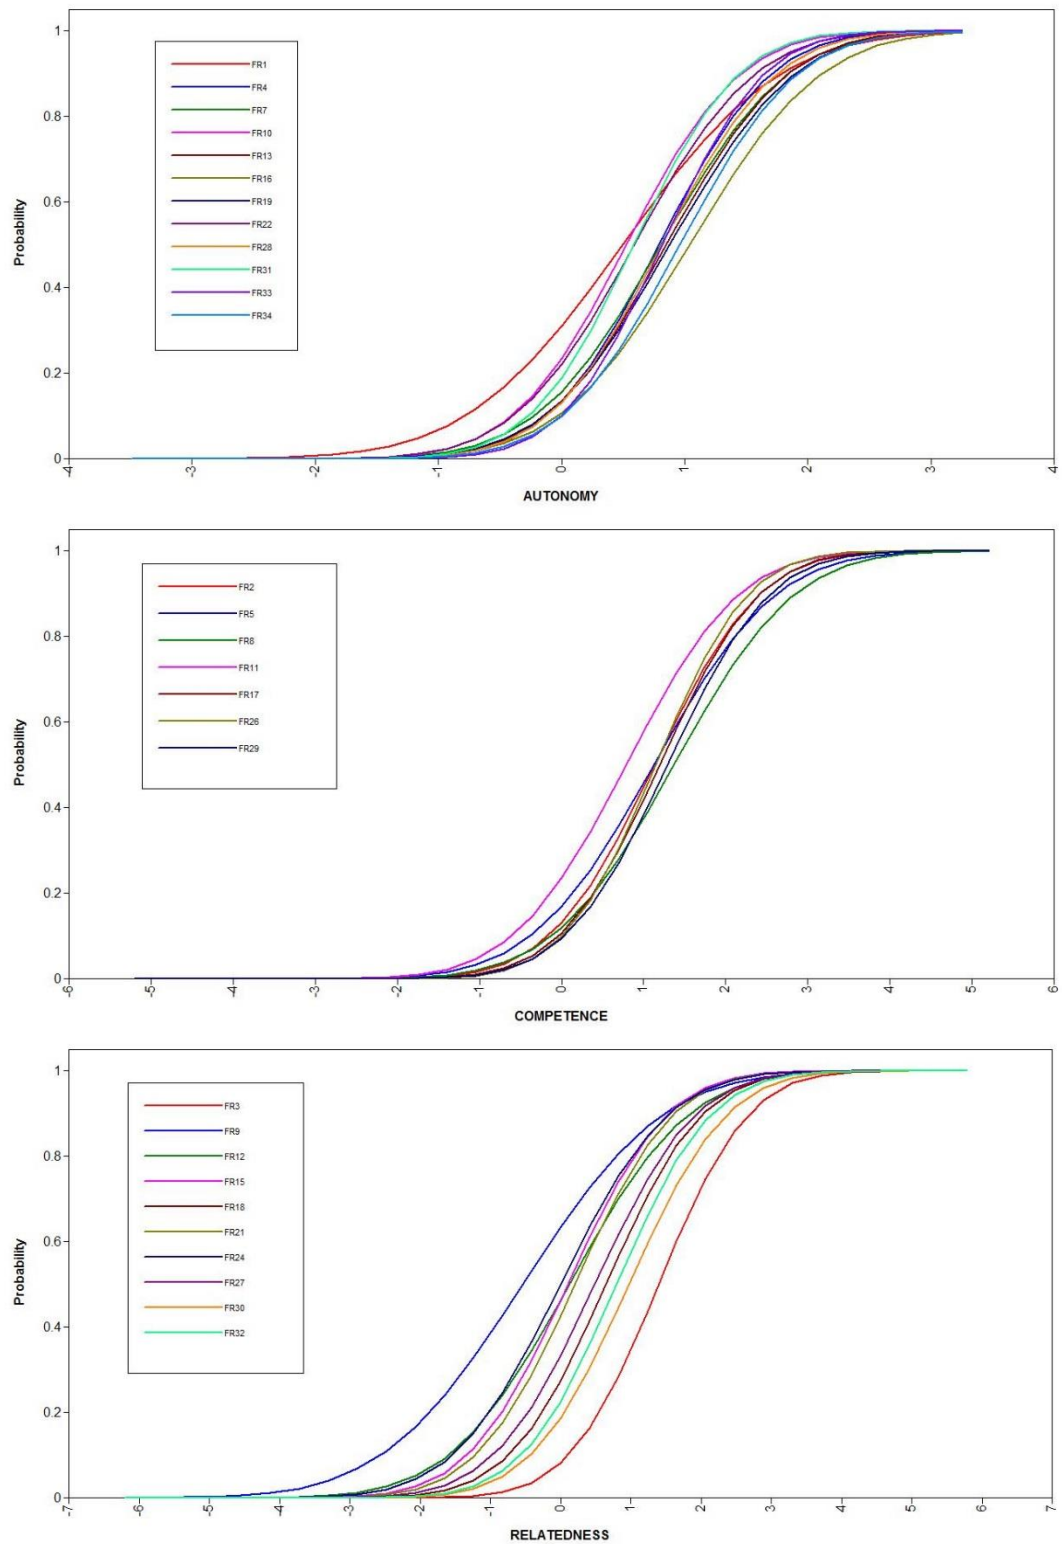 Probability
1
0.8
0.6
0.4
0.2
0
FR1
FR4
FR7
FR10
FR13
FR16
FR19
FR22
FR28
FR31
FR33
FR34
-4
-3
-2
-1
0
1
2
3
4
AUTONOMY
Probability
1
0.8
0.6
0.4
0.2
0
FR2
FR5
FR8
FR11
FR17
FR26
FR29
-6
-5
-4
-3
-2
-1
0
1
2
3
4
5
6
COMPETENCE
Probability
1
0.8
0.6
0.4
0.2
0
FR3
FR9
FR12
FR15
FR18
FR21
FR24
FR27
FR30
FR32
-7
-6
-5
-4
-3
-2
-1
0
1
2
3
4
5
6
7
RELATEDNESS